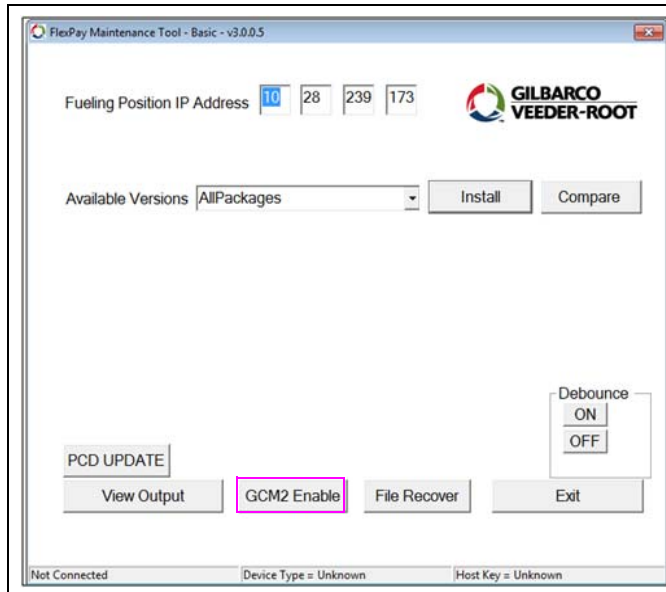 FlexPay Maintenance Tool - Basic - v3.0.0.5
Fueling Position IP Address 10 28 239 173
GILBARCO
VEEDER-ROOT
Available Versions AllPackages Install Compare
Debounce
ON
OFF
PCD UPDATE
View Output GCM2 Enable File Recover Exit
Not Connected Device Type = Unknown Host Key = Unknown